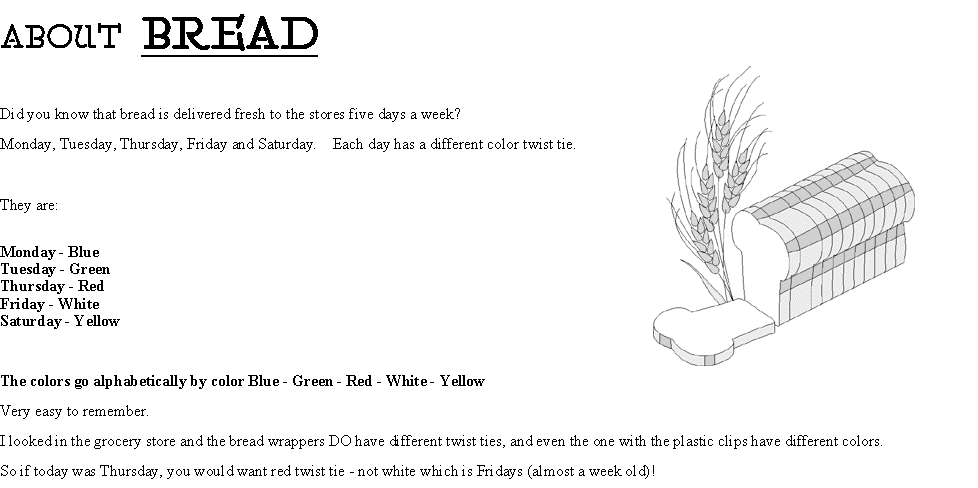 ABOUT BREAD
Did you know that bread is delivered fresh to the stores five days a week?
Monday, Tuesday, Thursday, Friday and Saturday. Each day has a different color twist tie.
They are:
Monday - Blue
Tuesday - Green
Thursday - Red
Friday - White
Saturday - Yellow
The colors go alphabetically by color Blue - Green - Red - White - Yellow
Very easy to remember.
I looked in the grocery store and the bread wrappers DO have different twist ties, and even the one with the plastic clips have different colors.
So if today was Thursday, you would want red twist tie - not white which is Fridays (almost a week old)!